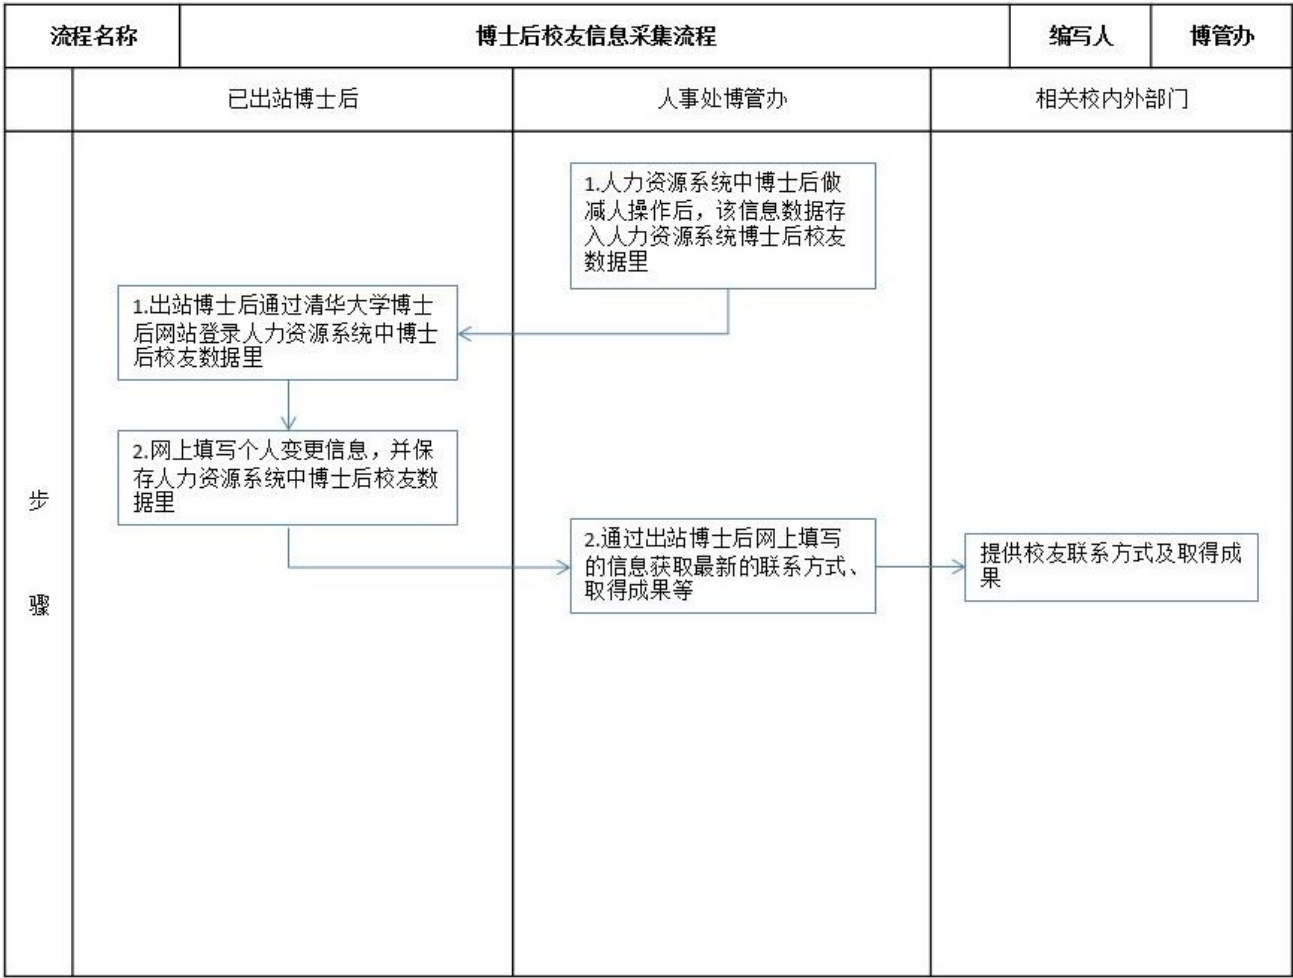 流程名称
博士后校友信息采集流程
编写人
博管办
已出站博士后
人事处博管办
相关校内外部门
步
骤
1.人力资源系统中博士后做
减人操作后，该信息数据存
入人力资源系统博士后校友
数据里
1.出站博士后通过清华大学博士
后网站登录人力资源系统中博士
后校友数据里
2.网上填写个人变更信息，并保
存人力资源系统中博士后校友数
据里
2.通过出站博士后网上填写
的信息获取最新的联系方式、
取得成果等
提供校友联系方式及取得成
果